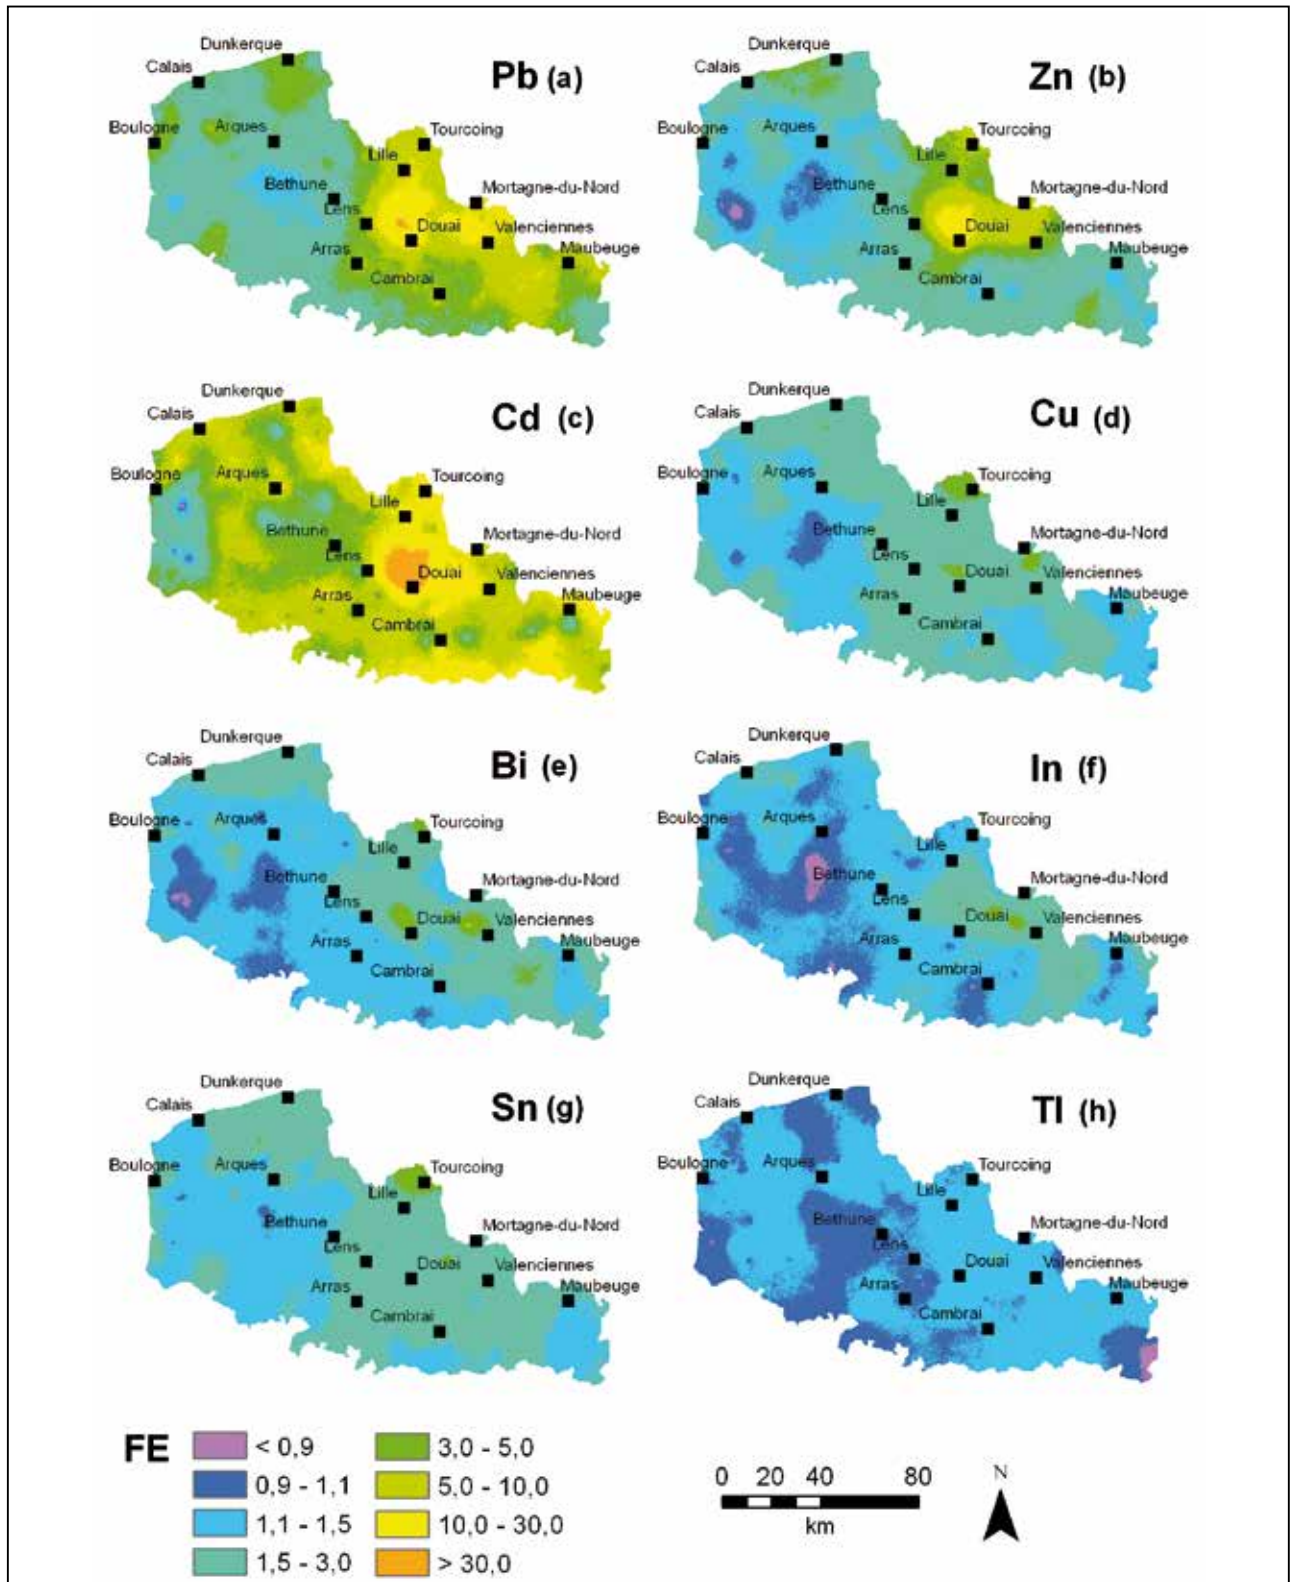 Pb (a)
Dunkerque
Calais
Boulogne
Arques
Tourcoing
Lille
Bethune
Mortagne-du-Nord
Lens
Douai
Valenciennes
Arras
Maubeuge
Cambrai
Zn (b)
Dunkerque
Calais
Boulogne
Arques
Tourcoing
Lille
Bethune
Mortagne-du-Nord
Lens
Douai
Valenciennes
Arras
Maubeuge
Cambrai
Cd (c)
Dunkerque
Calais
Boulogne
Arques
Tourcoing
Lille
Bethune
Mortagne-du-Nord
Lens
Douai
Valenciennes
Arras
Maubeuge
Cambrai
Cu (d)
Dunkerque
Calais
Boulogne
Arques
Tourcoing
Lille
Bethune
Mortagne-du-Nord
Lens
Douai
Valenciennes
Arras
Maubeuge
Cambrai
Bi (e)
Dunkerque
Calais
Boulogne
Arques
Tourcoing
Lille
Bethune
Mortagne-du-Nord
Lens
Douai
Valenciennes
Arras
Maubeuge
Cambrai
In (f)
Dunkerque
Calais
Boulogne
Arques
Tourcoing
Lille
Bethune
Mortagne-du-Nord
Lens
Douai
Valenciennes
Arras
Maubeuge
Cambrai
Sn (g)
Dunkerque
Calais
Boulogne
Arques
Tourcoing
Lille
Bethune
Mortagne-du-Nord
Lens
Douai
Valenciennes
Arras
Maubeuge
Cambrai
Tl (h)
Dunkerque
Calais
Boulogne
Arques
Tourcoing
Lille
Bethune
Mortagne-du-Nord
Lens
Douai
Valenciennes
Arras
Maubeuge
Cambrai
FE
< 0,9
0,9 - 1,1
1,1 - 1,5
1,5 - 3,0
3,0 - 5,0
5,0 - 10,0
10,0 - 30,0
> 30,0
0 20 40 80
km
N